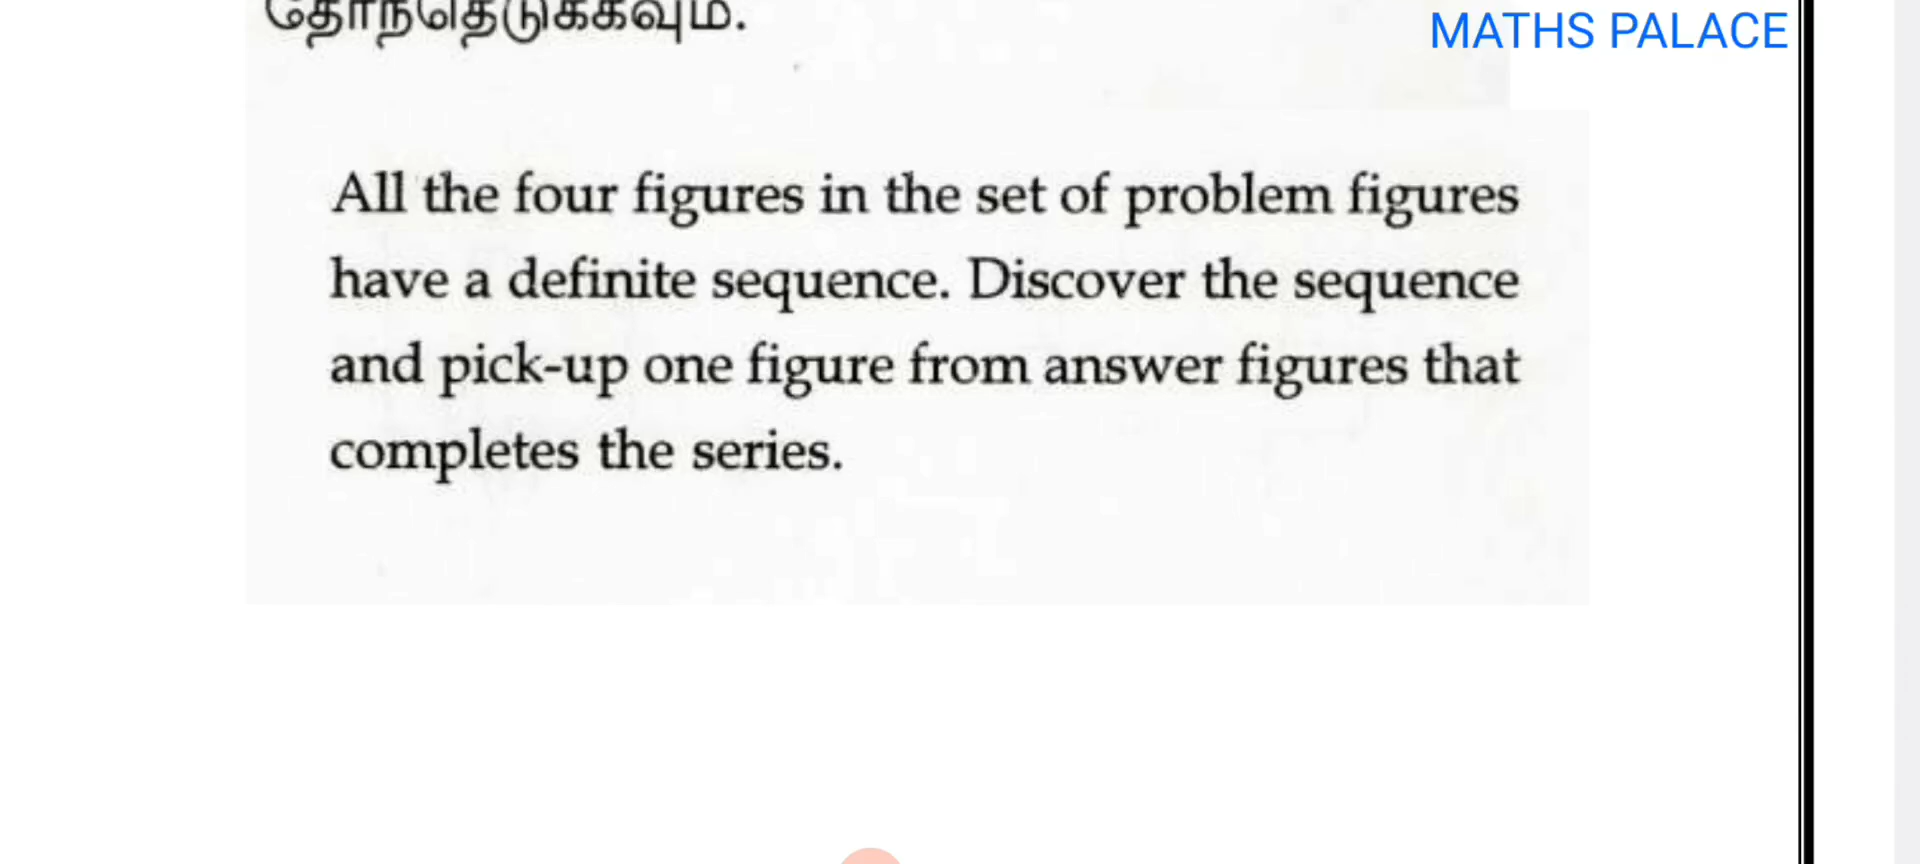 தேர்ந்தெடுக்கவும்.
MATHS PALACE
All the four figures in the set of problem figures
have a definite sequence. Discover the sequence
and pick-up one figure from answer figures that
completes the series.